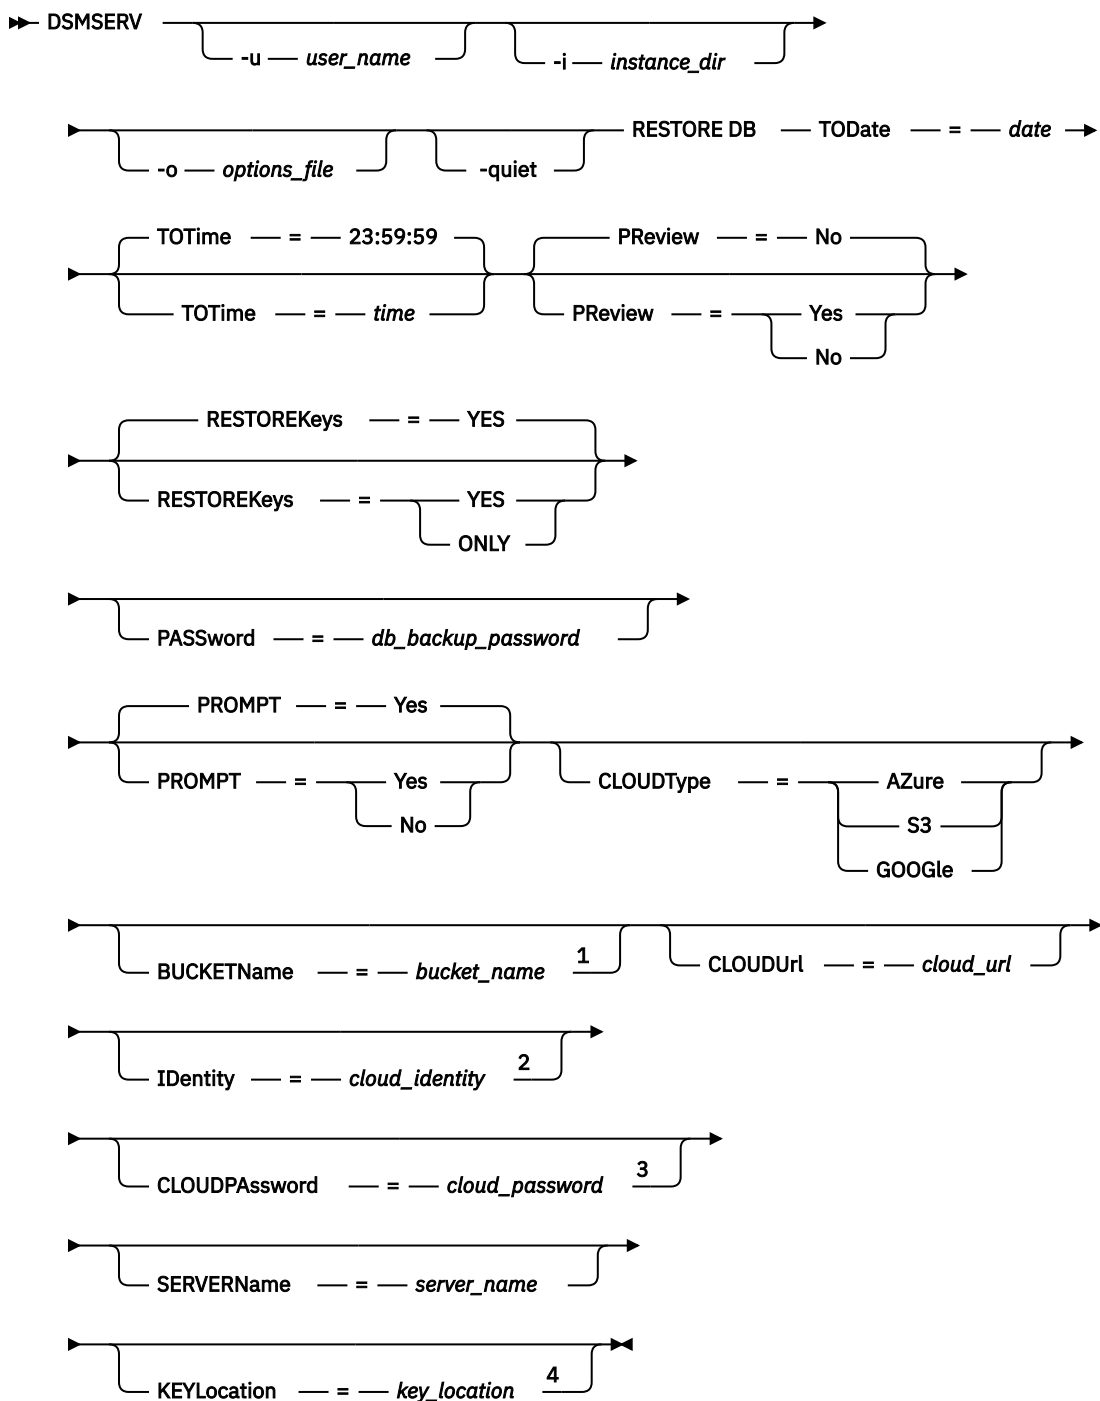 DSMSERV
-u user_name -i instance_dir
-o options_file -quiet RESTORE DB TODate = date
TOTime = 23:59:59 PReview = No
TOTime = time PReview = Yes
No
RESTOREKeys = YES
RESTOREKeys = YES
ONLY
PASSword = db_backup_password
PROMPT = Yes
PROMPT = Yes CLOUDType = AZure
No S3
GOOGle
BUCKETName = bucket_name 1 CLOUDUrl = cloud_url
IDentity = cloud_identity 2
CLOUDPAssword = cloud_password 3
SERVERName = server_name
KEYLocation = key_location 4